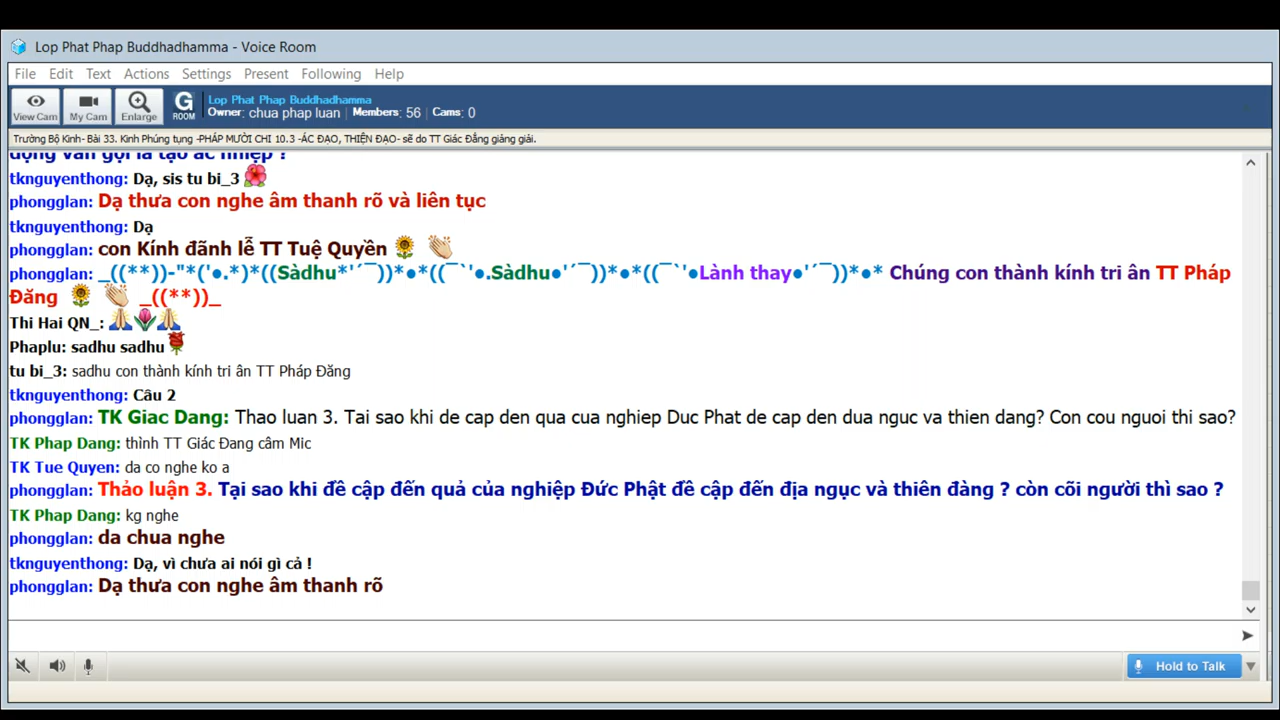 Lop Phat Phap Buddhadhamma - Voice Room
File Edit Text Actions Settings Present Following Help
View Cam My Cam Enlarge G ROOM Lop Phat Phap Buddhadhamma
Owner: chua phap luan | Members: 56 | Cams: 0
Trường Bộ Kinh- Bài 33. Kinh Phúng tụng -PHÁP MƯỜI CHI 10.3 -ÁC ĐẠO, THIỆN ĐẠO- sẽ do TT Giác Đẳng giảng giải.
động vẫn gọi là tạo ác nhiệp ?
tknguyenthong: Dạ, sis tu bi_3
phongglan: Dạ thưa con nghe âm thanh rõ và liên tục
tknguyenthong: Dạ
phongglan: con Kính đãnh lễ TT Tuệ Quyền
phongglan: _((**))-"*('●.*)*((Sàdhu*'´¯))*●*((¯`'●.Sàdhu●'´¯))*●*((¯`'●Lành thay●'´¯))*●* Chúng con thành kính tri ân TT Pháp
Đăng _((**))_
Thi Hai QN_:
Phaplu: sadhu sadhu
tu bi_3: sadhu con thành kính tri ân TT Pháp Đăng
tknguyenthong: Câu 2
phongglan: TK Giac Dang: Thao luan 3. Tai sao khi de cap den qua cua nghiep Duc Phat de cap den dua nguc va thien dang? Con cou nguoi thi sao?
TK Phap Dang: thình TT Giác Đang câm Mic
TK Tue Quyen: da co nghe ko a
phongglan: Thảo luận 3. Tại sao khi đề cập đến quả của nghiệp Đức Phật đề cập đến địa ngục và thiên đàng ? còn cõi người thì sao ?
TK Phap Dang: kg nghe
phongglan: da chua nghe
tknguyenthong: Dạ, vì chưa ai nói gì cả !
phongglan: Dạ thưa con nghe âm thanh rõ
Hold to Talk